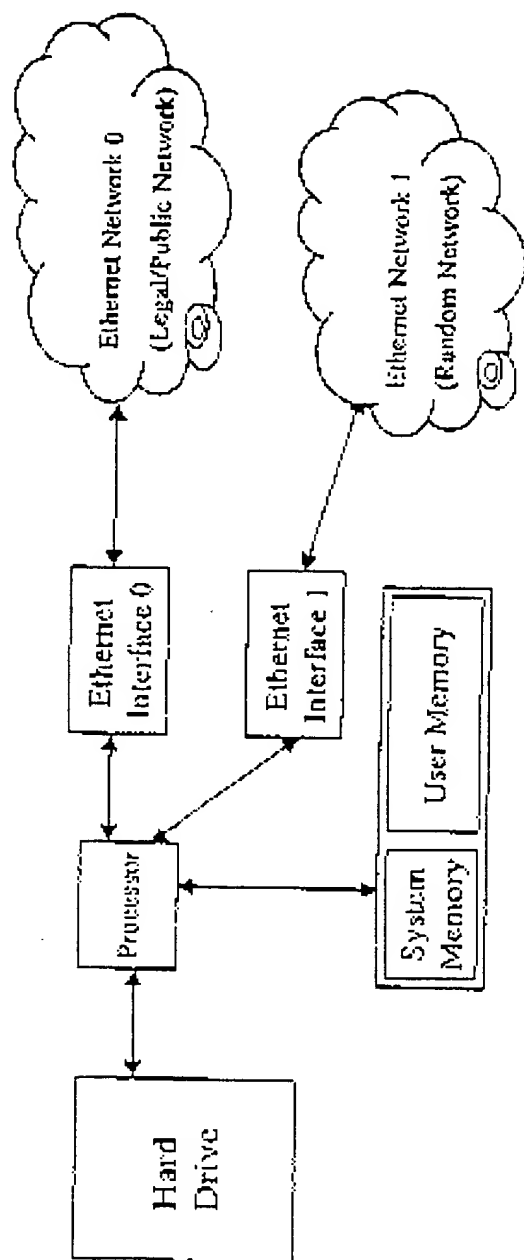 Hard
Drive
Processor
Ethernet
Interface 0
Ethernet
Interface 1
System
Memory
User Memory
Ethernet Network 0
(Legal/Public Network)
Ethernet Network 1
(Random Network)